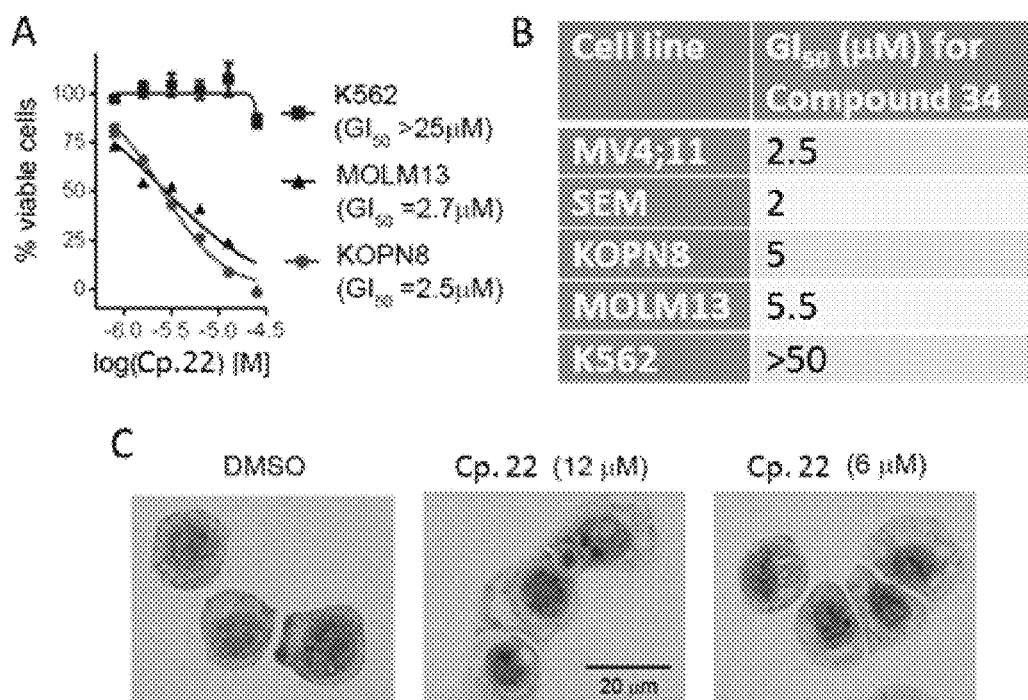 A
% viable cells
100
75
50
25
0
-6.0 -5.5 -5.0 -4.5
log(Cp.22) [M]
K562
(GI50 >25µM)
MOLM13
(GI50 =2.7µM)
KOPN8
(GI50 =2.5µM)
B
Cell line GI50 (µM) for Compound 34
MV4;11 2.5
SEM 2
KOPN8 5
MOLM13 5.5
K562 >50
C
DMSO Cp. 22 (12 µM) Cp. 22 (6 µM)
20 µm